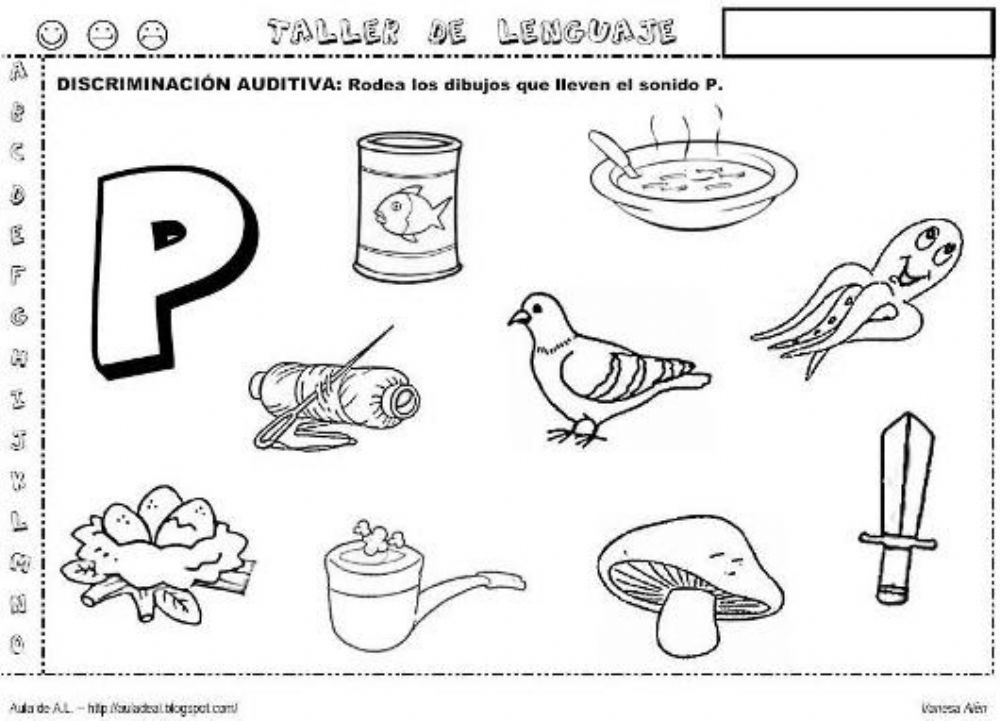 TALLER DE LENGUAJE
DISCRIMINACIÓN AUDITIVA: Rodea los dibujos que lleven el sonido P.
P
A
B
C
D
E
F
G
H
I
J
K
L
M
N
O
Aula de A.L. – http://auladeal.blogspot.com/
Vanesa Alén